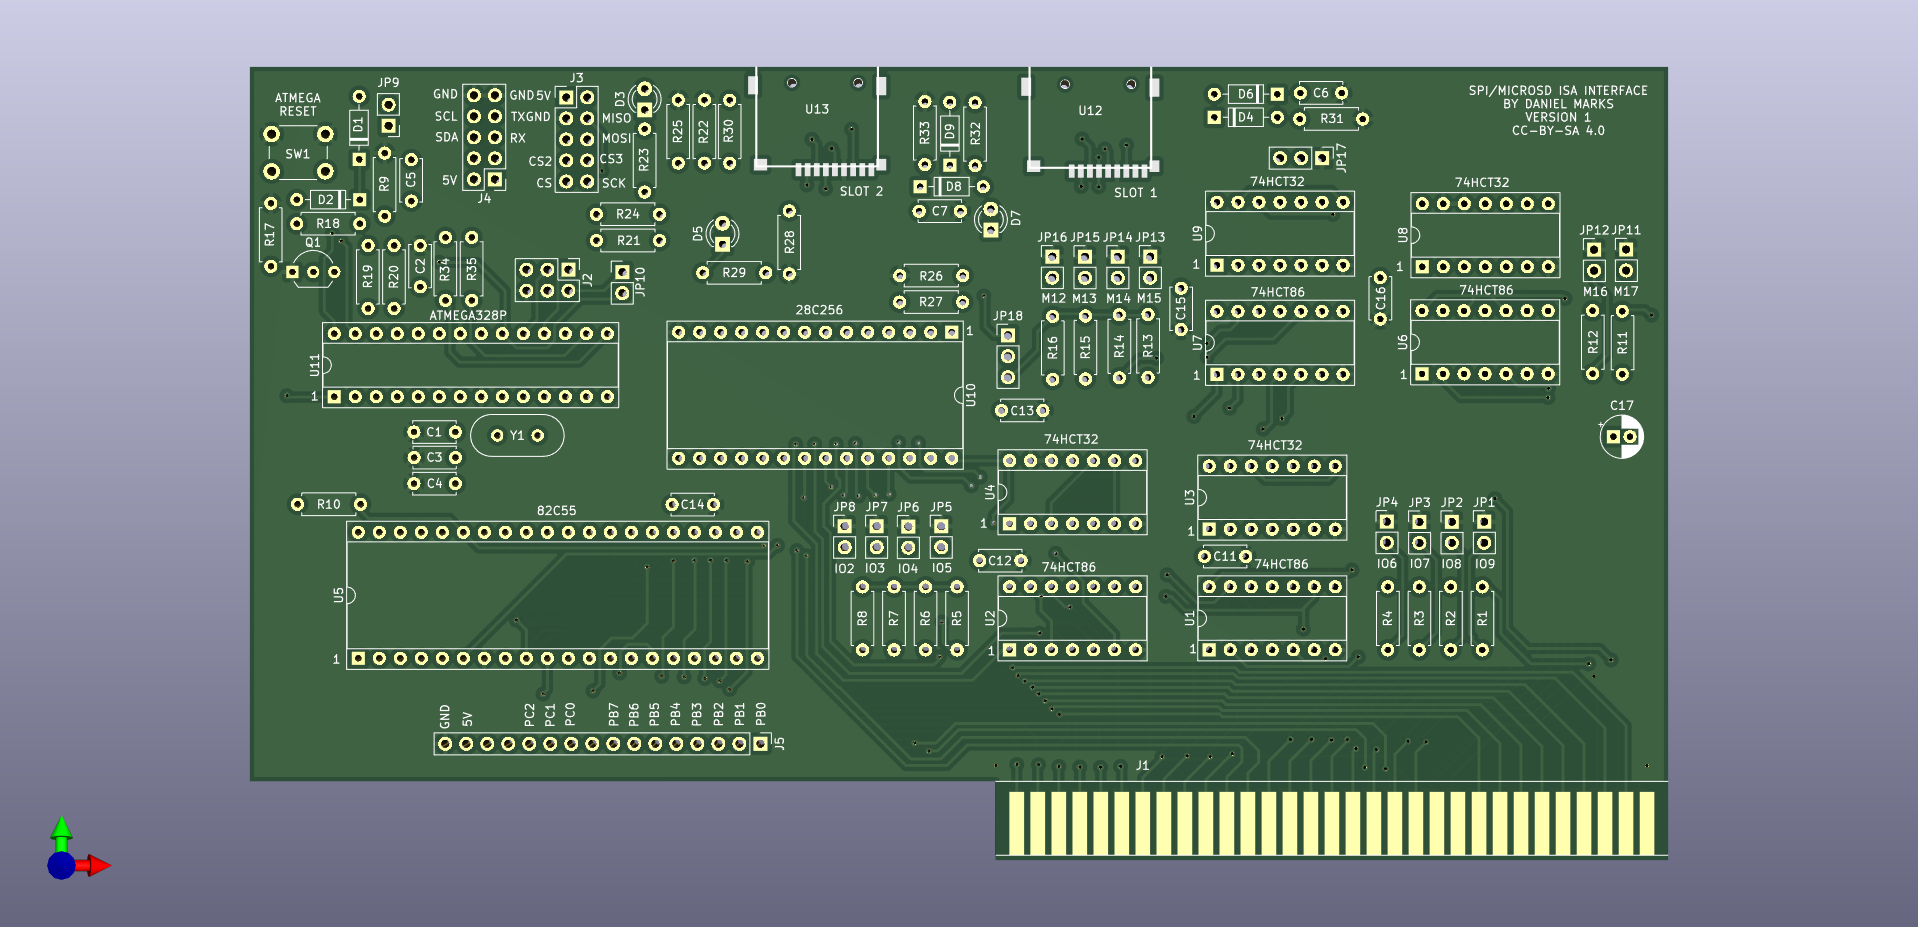 SPI/MICROSD ISA INTERFACE
BY DANIEL MARKS
VERSION 1
CC-BY-SA 4.0
ATMEGA
RESET
SW1
JP9
D1
GND
SCL
SDA
5V
J4
GND
TX
RX
J3
5V
GND
CS2
CS
MISO
MOSI
CS3
SCK
D3
R23
R25
R22
R30
U13
SLOT 2
R33
D9
R32
U12
SLOT 1
D6
D4
C6
R31
JP17
R9
C5
D2
R18
R17
Q1
R19
R20
C2
R34
R35
R24
R21
J2
JP10
D5
R29
R28
D8
C7
D7
R26
R27
JP16
JP15
JP14
JP13
M12
M13
M14
M15
R16
R15
R14
R13
JP18
C13
C15
74HCT32
U9
1
74HCT32
U8
1
JP12
JP11
M16
M17
R12
R11
74HCT86
U7
1
C16
74HCT86
U6
1
C17
+
ATMEGA328P
U11
1
28C256
1
U10
C1
C3
C4
Y1
R10
C14
82C55
U5
1
JP8
JP7
JP6
JP5
IO2
IO3
IO4
IO5
R8
R7
R6
R5
74HCT32
U4
1
74HCT32
U3
1
C12
C11
74HCT86
U2
1
74HCT86
U1
1
JP4
JP3
JP2
JP1
IO6
IO7
IO8
IO9
R4
R3
R2
R1
GND
5V
PC2
PC1
PC0
PB7
PB6
PB5
PB4
PB3
PB2
PB1
PB0
J5
J1